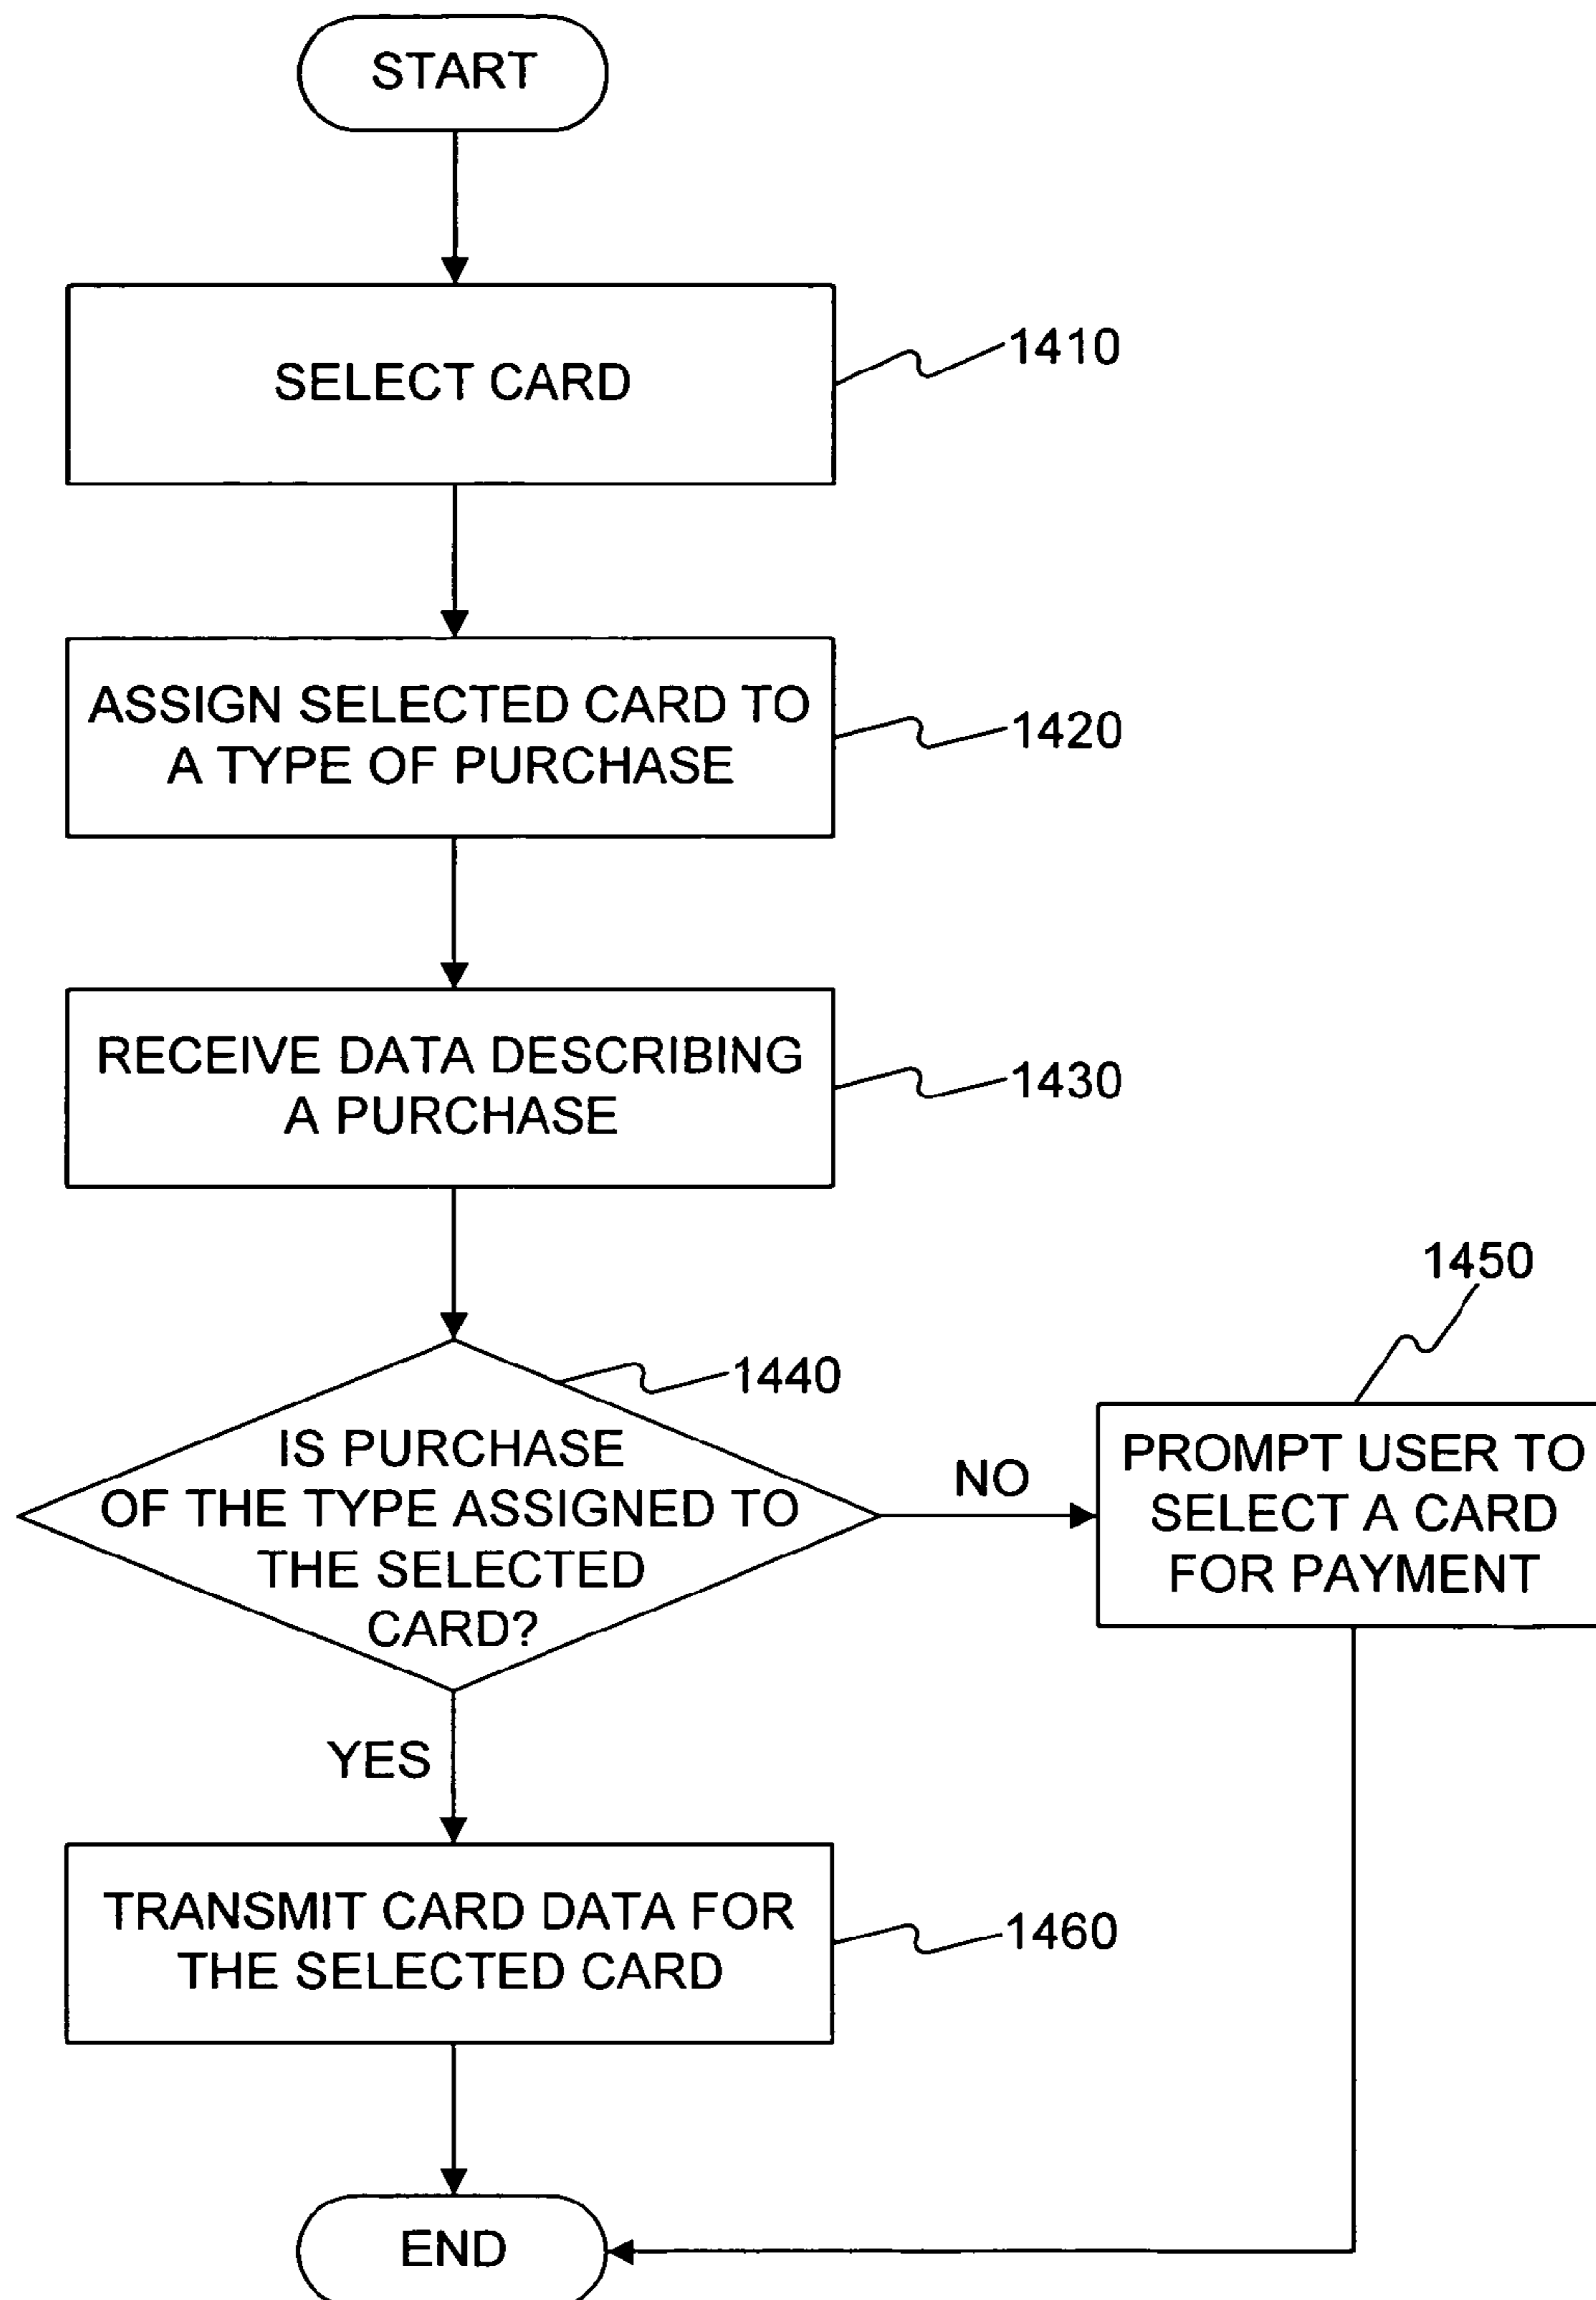 START
SELECT CARD
1410
ASSIGN SELECTED CARD TO
A TYPE OF PURCHASE
1420
RECEIVE DATA DESCRIBING
A PURCHASE
1430
1440
IS PURCHASE
OF THE TYPE ASSIGNED TO
THE SELECTED
CARD?
NO
1450
PROMPT USER TO
SELECT A CARD
FOR PAYMENT
YES
TRANSMIT CARD DATA FOR
THE SELECTED CARD
1460
END